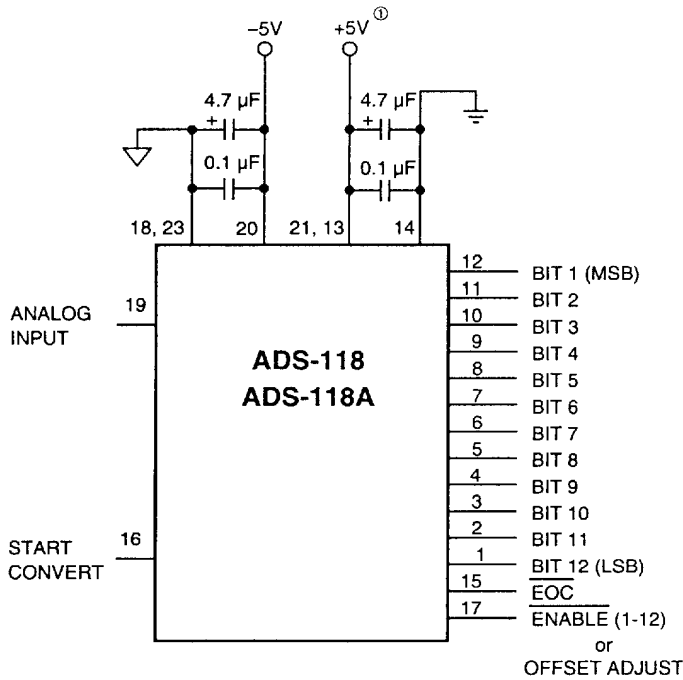 −5V
+5V ①
4.7 µF
+
4.7 µF
+
0.1 µF
0.1 µF
18, 23
20
21, 13
14
ANALOG
INPUT
19
START
CONVERT
16
ADS-118
ADS-118A
12 BIT 1 (MSB)
11 BIT 2
10 BIT 3
9 BIT 4
8 BIT 5
7 BIT 6
6 BIT 7
5 BIT 8
4 BIT 9
3 BIT 10
2 BIT 11
1 BIT 12 (LSB)
15 EOC
17 ENABLE (1-12)
or
OFFSET ADJUST